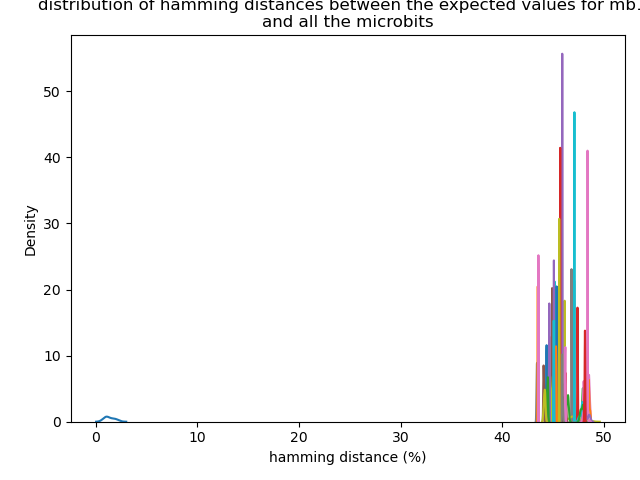 distribution of hamming distances between the expected values for mb.
and all the microbits
50
40
30
20
10
0
Density
0 10 20 30 40 50
hamming distance (%)